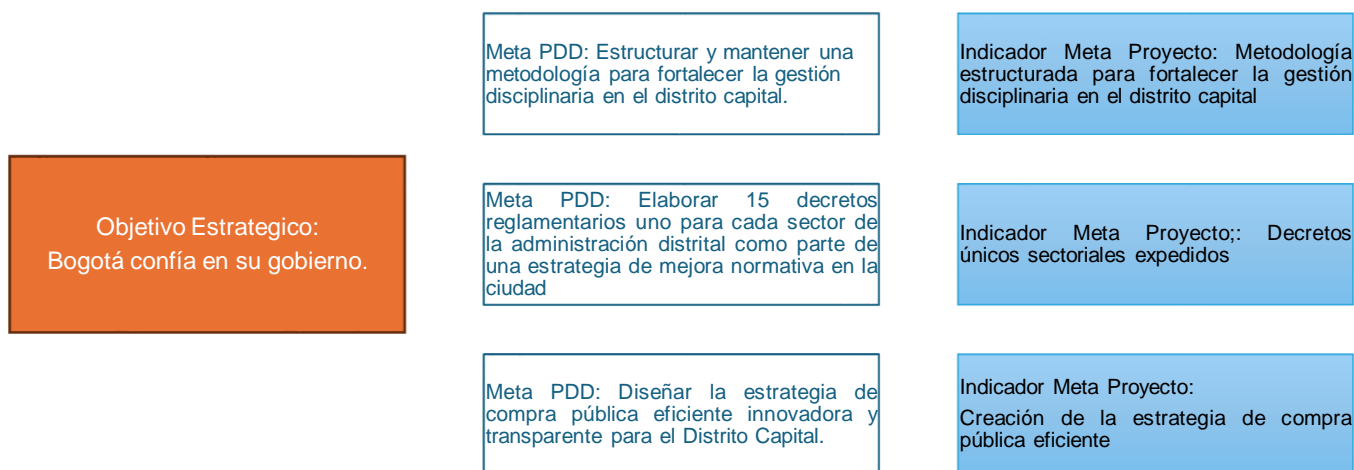 Objetivo Estrategico:
Bogotá confía en su gobierno.
Meta PDD: Estructurar y mantener una
metodología para fortalecer la gestión
disciplinaria en el distrito capital.
Indicador Meta Proyecto: Metodología
estructurada para fortalecer la gestión
disciplinaria en el distrito capital
Meta PDD: Elaborar 15 decretos
reglamentarios uno para cada sector de
la administración distrital como parte de
una estrategia de mejora normativa en la
ciudad
Indicador Meta Proyecto;: Decretos
únicos sectoriales expedidos
Meta PDD: Diseñar la estrategia de
compra pública eficiente innovadora y
transparente para el Distrito Capital.
Indicador Meta Proyecto:
Creación de la estrategia de compra
pública eficiente